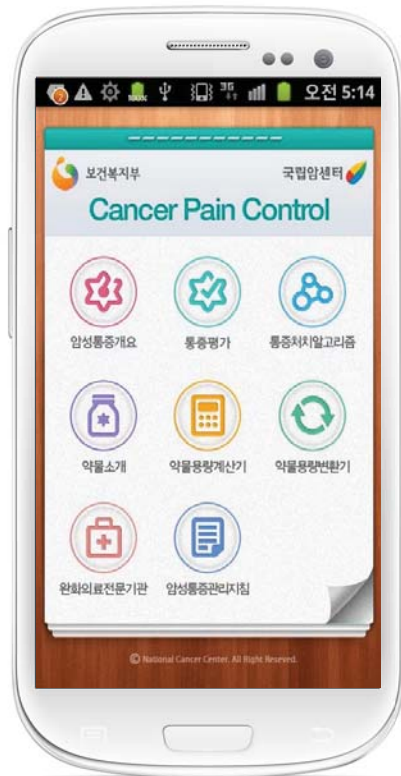 3G
오전 5:14
보건복지부
국립암센터
Cancer Pain Control
암성통증개요
통증평가
통증처치알고리즘
약물소개
약물용량계산기
약물용량변환기
완화의료전문기관
암성통증관리지침
© National Cancer Center. All Right Reserved.